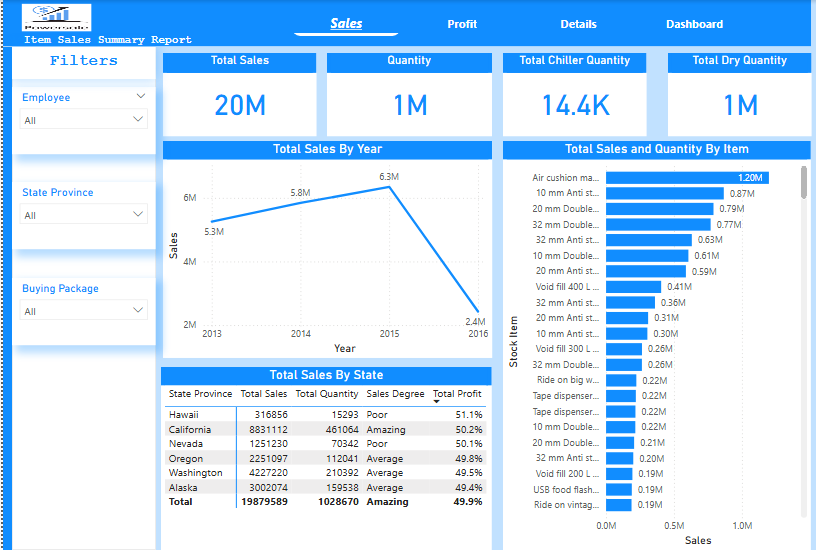 Sales
Profit
Details
Dashboard
Item Sales Summary Report
Filters
Employee
All
State Province
All
Buying Package
All
Total Sales
20M
Quantity
1M
Total Chiller Quantity
14.4K
Total Dry Quantity
1M
Total Sales By Year
Sales
6M
4M
2M
5.3M
5.8M
6.3M
2.4M
2013 2014 2015 2016
Year
Total Sales and Quantity By Item
Stock Item
Air cushion ma... 1.20M
10 mm Anti st... 0.87M
20 mm Double... 0.79M
32 mm Double... 0.77M
32 mm Anti st... 0.63M
10 mm Double... 0.61M
20 mm Anti st... 0.59M
Void fill 400 L ... 0.41M
32 mm Anti st... 0.36M
20 mm Anti st... 0.31M
10 mm Anti st... 0.30M
Void fill 300 L ... 0.26M
32 mm Double... 0.26M
Ride on big w... 0.22M
Tape dispenser... 0.22M
Tape dispenser... 0.22M
10 mm Double... 0.22M
20 mm Double... 0.21M
32 mm Anti st... 0.20M
Void fill 200 L ... 0.19M
USB food flash... 0.19M
Ride on vintag... 0.19M
0.0M 0.5M 1.0M
Sales
Total Sales By State
State Province Total Sales Total Quantity Sales Degree Total Profit
Hawaii 316856 15293 Poor 51.1%
California 8831112 461064 Amazing 50.2%
Nevada 1251230 70342 Poor 50.1%
Oregon 2251097 112041 Average 49.8%
Washington 4227220 210392 Average 49.5%
Alaska 3002074 159538 Average 49.4%
Total 19879589 1028670 Amazing 49.9%